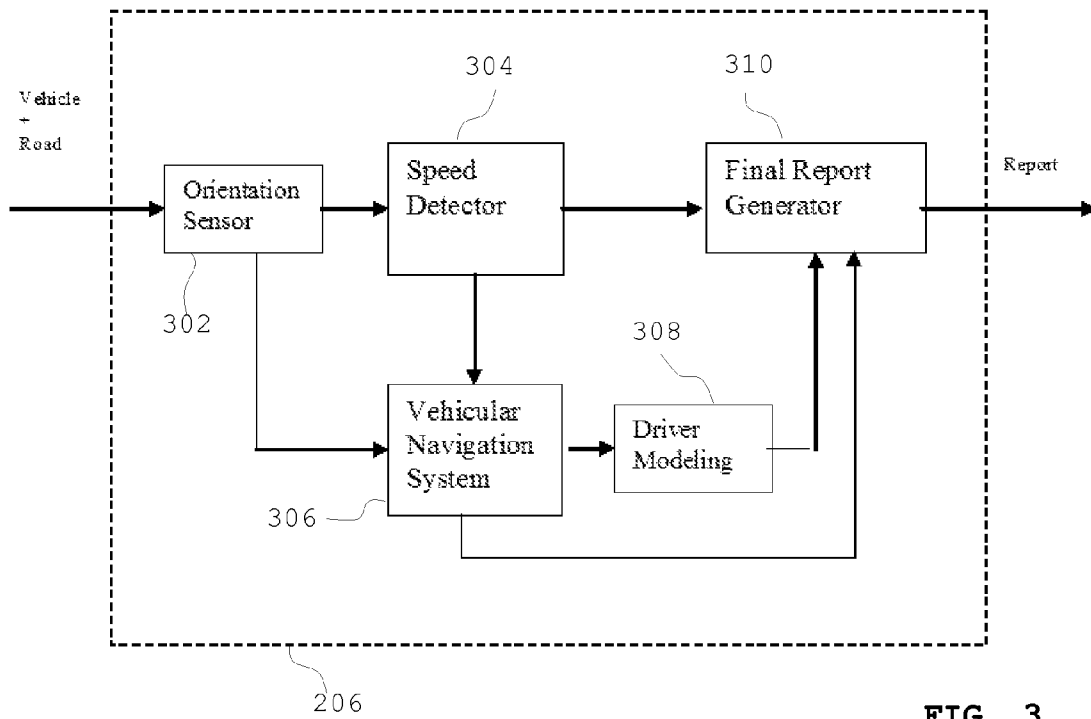 304
310
Vehicle
+
Road
Orientation
Sensor
Speed
Detector
Final Report
Generator
Report
302
308
Vehicular
Navigation
System
Driver
Modeling
306
206
FIG. 3